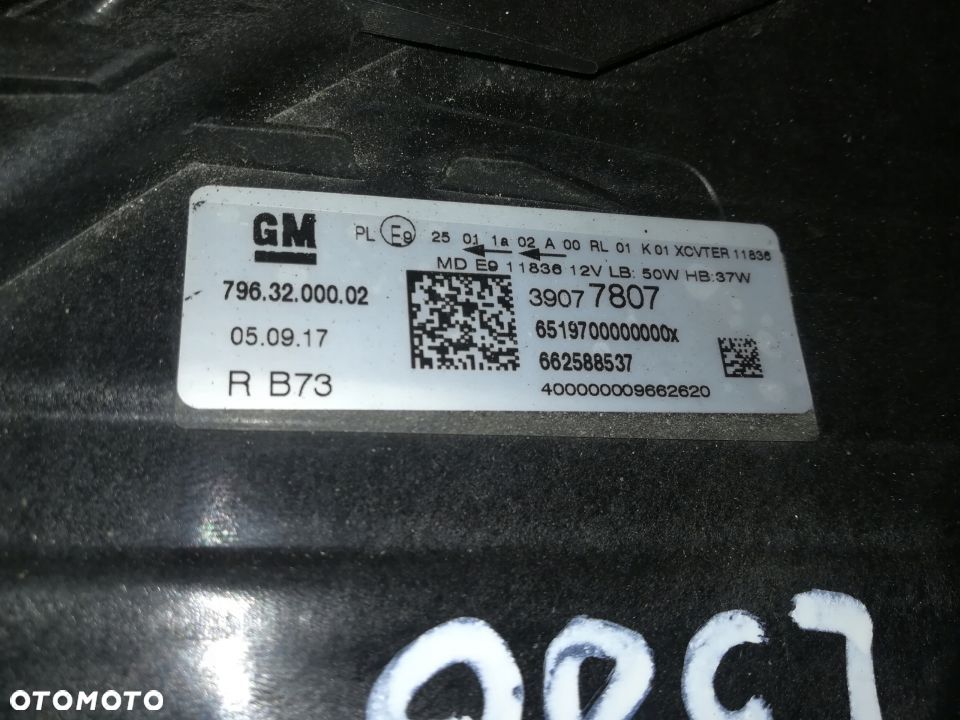 GM
PL E9 25 01 1a 02 A 00 RL 01 K 01 XCVTER 11836
MD E9 11836 12V LB: 50W HB:37W
796.32.000.02
39077807
05.09.17
6519700000000x
662588537
R B73
400000009662620
OTOMOTO